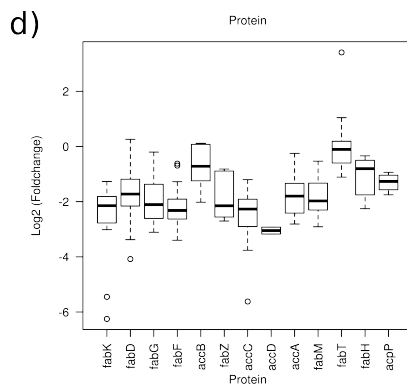 d)
Protein
Log2 (Foldchange)
2
0
-2
-4
-6
fabK fabD fabG fabF accB fabZ accC accD accA fabM fabT fabH acpP
Protein